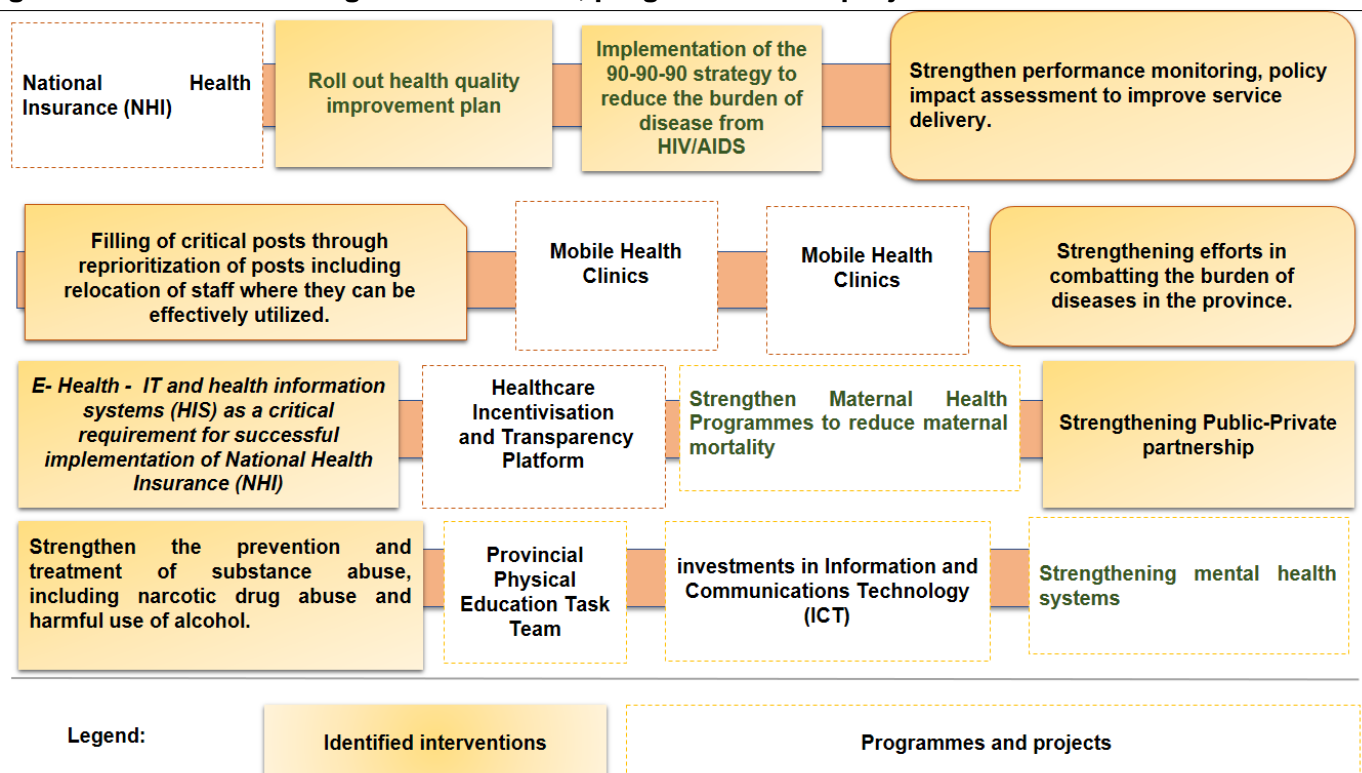 National Health
Insurance (NHI)
Roll out health quality
improvement plan
Implementation of the
90-90-90 strategy to
reduce the burden of
disease from
HIV/AIDS
Strengthen performance monitoring, policy
impact assessment to improve service
delivery.
Filling of critical posts through
reprioritization of posts including
relocation of staff where they can be
effectively utilized.
Mobile Health
Clinics
Mobile Health
Clinics
Strengthening efforts in
combatting the burden of
diseases in the province.
E- Health - IT and health information
systems (HIS) as a critical
requirement for successful
implementation of National Health
Insurance (NHI)
Healthcare
Incentivisation
and Transparency
Platform
Strengthen Maternal Health
Programmes to reduce maternal
mortality
Strengthening Public-Private
partnership
Strengthen the prevention and
treatment of substance abuse,
including narcotic drug abuse and
harmful use of alcohol.
Provincial
Physical
Education Task
Team
investments in Information and
Communications Technology
(ICT)
Strengthening mental health
systems
Legend:
Identified interventions
Programmes and projects